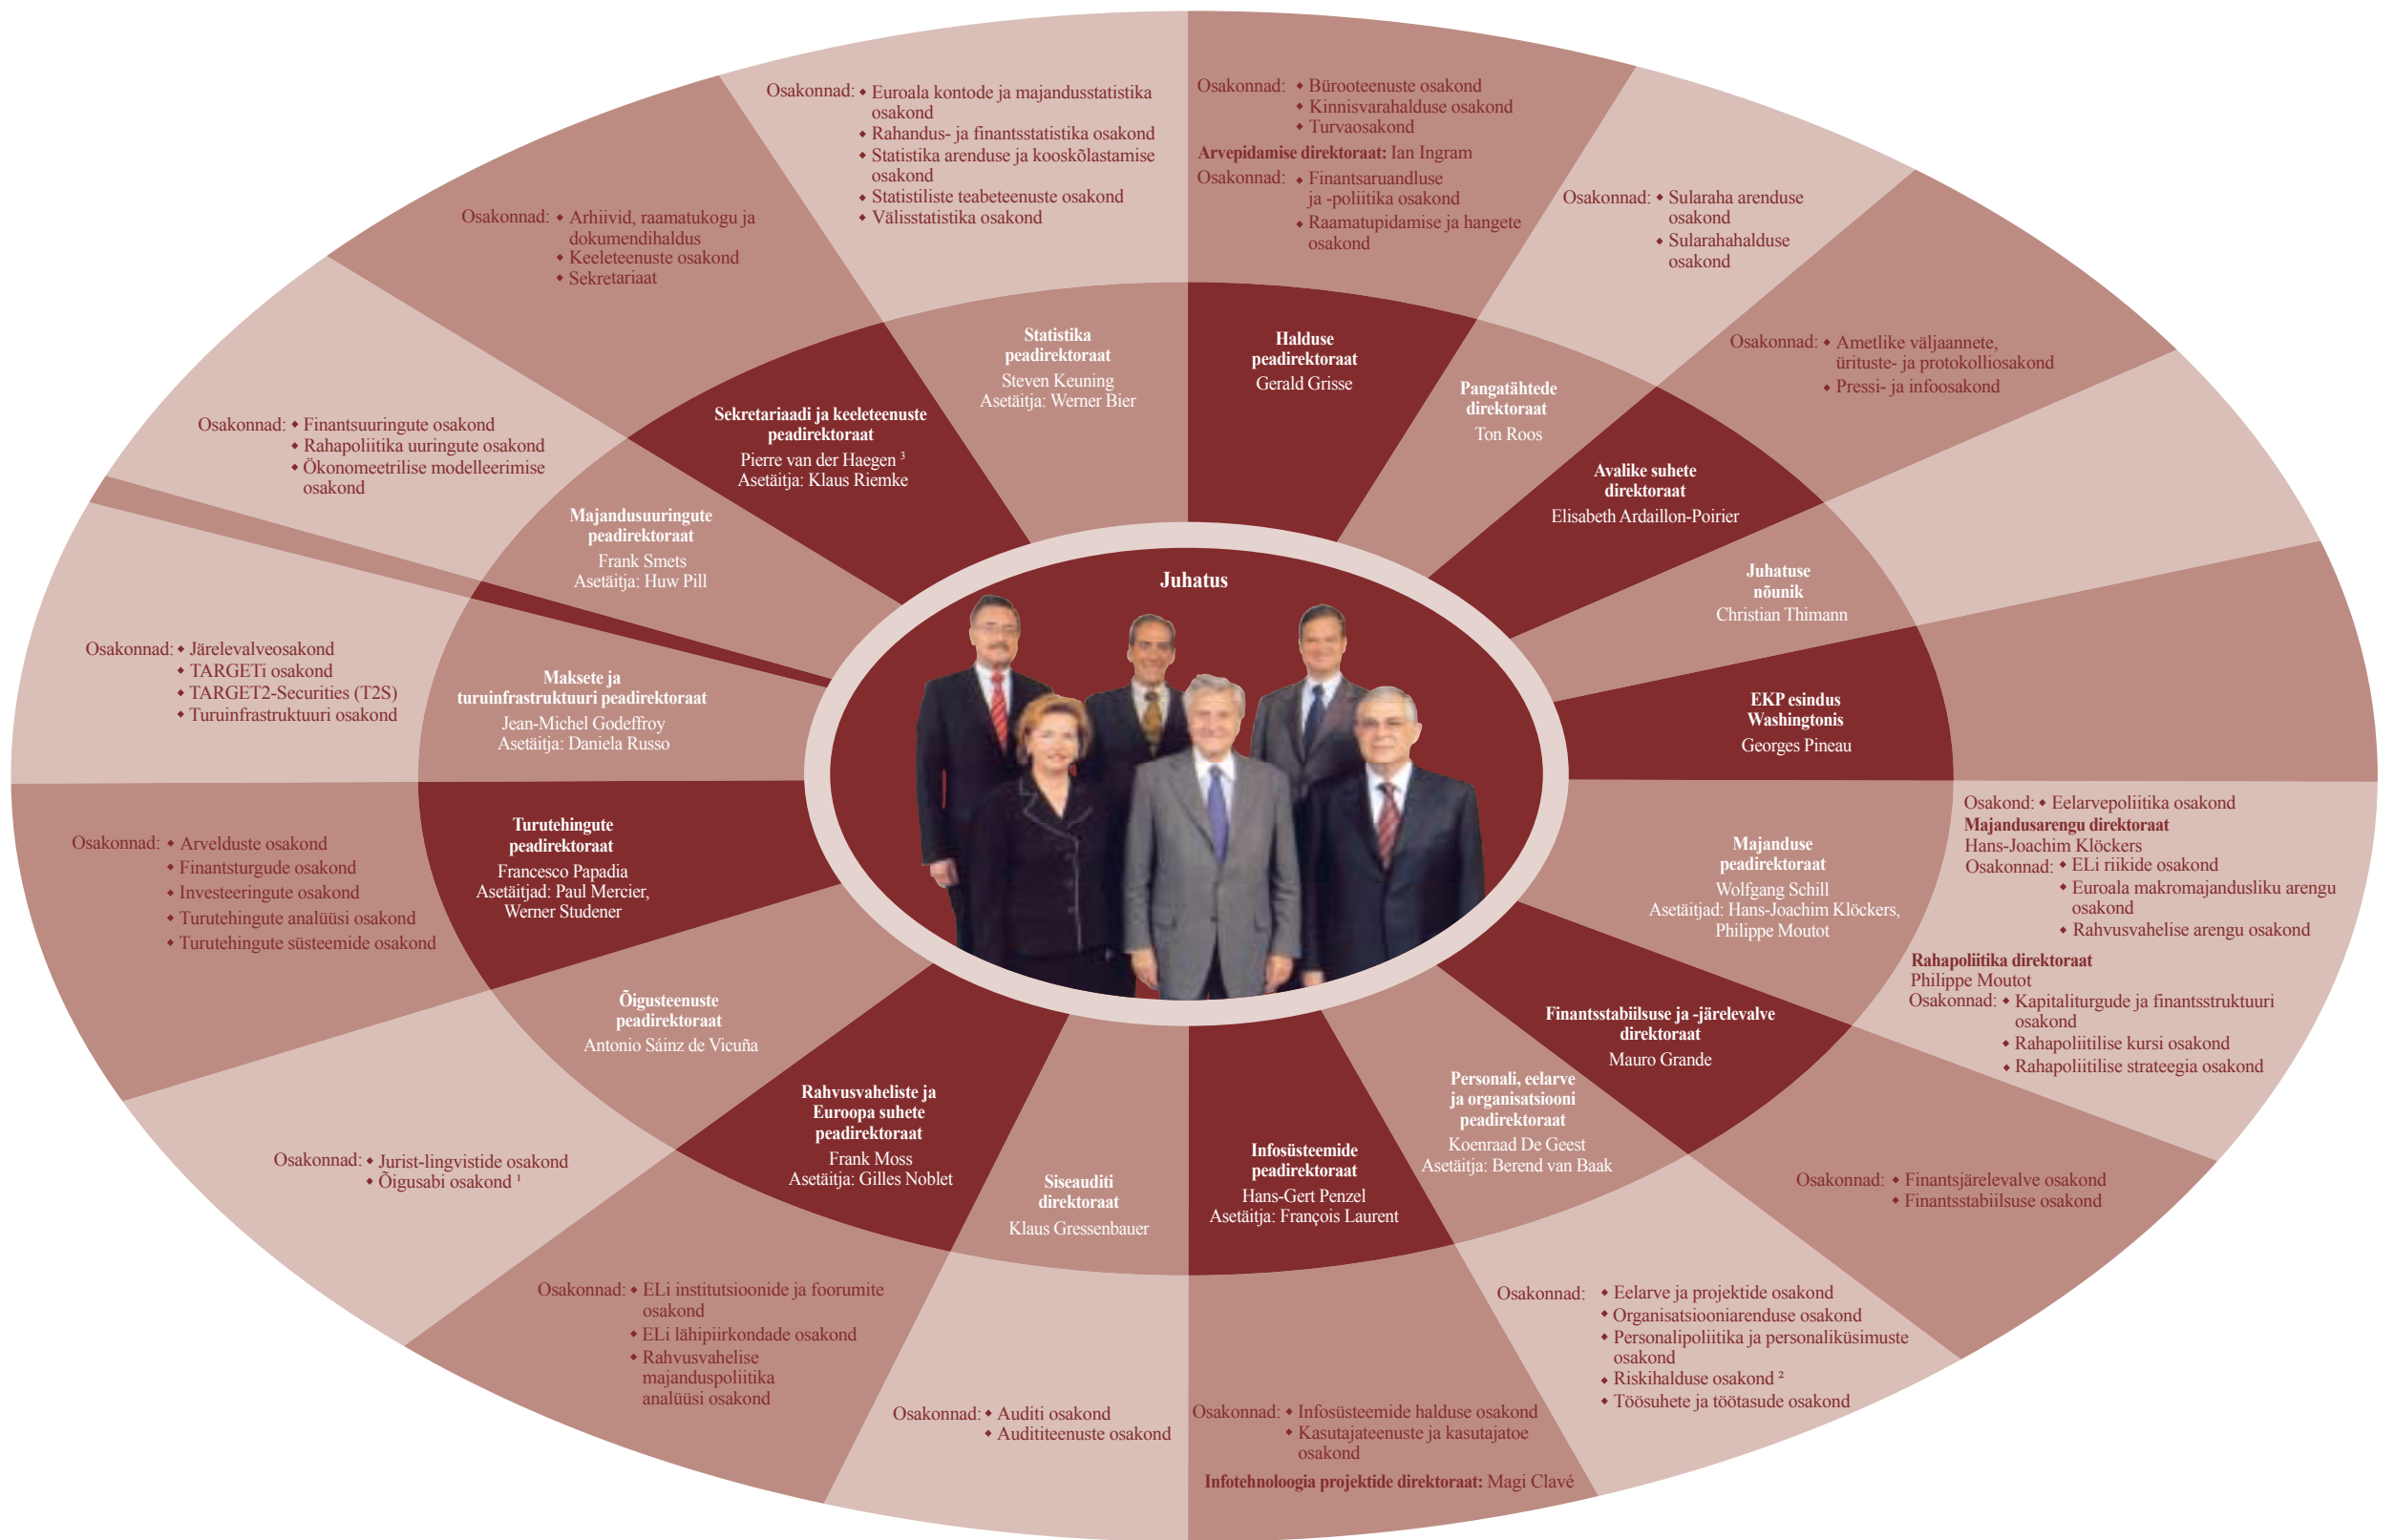 Juhatus
Halduse
peadirektoraat
Gerald Grisse
Osakonnad: ◆ Bürooteenuste osakond
◆ Kinnisvarahalduse osakond
◆ Turvaosakond
Arvepidamise direktoraat: Ian Ingram
Osakonnad: ◆ Finantsaruandluse
ja -poliitika osakond
◆ Raamatupidamise ja hangete
osakond
Pangatähtede
direktoraat
Ton Roos
Osakonnad: ◆ Sularaha arenduse
osakond
◆ Sularahahalduse
osakond
Avalike suhete
direktoraat
Elisabeth Ardaillon-Poirier
Osakonnad: ◆ Ametlike väljaannete,
ürituste- ja protokolliosakond
◆ Pressi- ja infoosakond
Juhatuse
nõunik
Christian Thimann
EKP esindus
Washingtonis
Georges Pineau
Majanduse
peadirektoraat
Wolfgang Schill
Asetäitjad: Hans-Joachim Klöckers,
Philippe Moutot
Osakond: ◆ Eelarvepoliitika osakond
Majandusarengu direktoraat
Hans-Joachim Klöckers
Osakonnad: ◆ ELi riikide osakond
◆ Euroala makromajandusliku arengu
osakond
◆ Rahvusvahelise arengu osakond
Rahapoliitika direktoraat
Philippe Moutot
Osakonnad: ◆ Kapitaliturgude ja finantsstruktuuri
osakond
◆ Rahapoliitilise kursi osakond
◆ Rahapoliitilise strateegia osakond
Finantsstabiilsuse ja -järelevalve
direktoraat
Mauro Grande
Osakonnad: ◆ Finantsjärelevalve osakond
◆ Finantsstabiilsuse osakond
Personali, eelarve
ja organisatsiooni
peadirektoraat
Koenraad De Geest
Asetäitja: Berend van Baak
Osakonnad: ◆ Eelarve ja projektide osakond
◆ Organisatsiooniarenduse osakond
◆ Personalipoliitika ja personaliküsimuste
osakond
◆ Riskihalduse osakond ²
◆ Töösuhete ja töötasude osakond
Infosüsteemide
peadirektoraat
Hans-Gert Penzel
Asetäitja: François Laurent
Osakonnad: ◆ Infosüsteemide halduse osakond
◆ Kasutajateenuste ja kasutajatoe
osakond
Infotehnoloogia projektide direktoraat: Magi Clavé
Siseauditi
direktoraat
Klaus Gressenbauer
Osakonnad: ◆ Auditi osakond
◆ Audititeenuste osakond
Rahvusvaheliste ja
Euroopa suhete
peadirektoraat
Frank Moss
Asetäitja: Gilles Noblet
Osakonnad: ◆ ELi institutsioonide ja foorumite
osakond
◆ ELi lähipiirkondade osakond
◆ Rahvusvahelise
majanduspoliitika
analüüsi osakond
Õigusteenuste
peadirektoraat
Antonio Sáinz de Vicuña
Osakonnad: ◆ Jurist-lingvistide osakond
◆ Õigusabi osakond ¹
Turutehingute
peadirektoraat
Francesco Papadia
Asetäitjad: Paul Mercier,
Werner Studener
Osakonnad: ◆ Arvelduste osakond
◆ Finantsturgude osakond
◆ Investeeringute osakond
◆ Turutehingute analüüsi osakond
◆ Turutehingute süsteemide osakond
Maksete ja
turuinfrastruktuuri peadirektoraat
Jean-Michel Godeffroy
Asetäitja: Daniela Russo
Osakonnad: ◆ Järelevalveosakond
◆ TARGETi osakond
◆ TARGET2-Securities (T2S)
◆ Turuinfrastruktuuri osakond
Majandusuuringute
peadirektoraat
Frank Smets
Asetäitja: Huw Pill
Osakonnad: ◆ Finantsuuringute osakond
◆ Rahapoliitika uuringute osakond
◆ Ökonomeetrilise modelleerimise
osakond
Sekretariaadi ja keeleteenuste
peadirektoraat
Pierre van der Haegen ³
Asetäitja: Klaus Riemke
Osakonnad: ◆ Arhiivid, raamatukogu ja
dokumendihaldus
◆ Keeleteenuste osakond
◆ Sekretariaat
Statistika
peadirektoraat
Steven Keuning
Asetäitja: Werner Bier
Osakonnad: ◆ Euroala kontode ja majandusstatistika
osakond
◆ Rahandus- ja finantsstatistika osakond
◆ Statistika arenduse ja kooskõlastamise
osakond
◆ Statistiliste teabeteenuste osakond
◆ Välisstatistika osakond